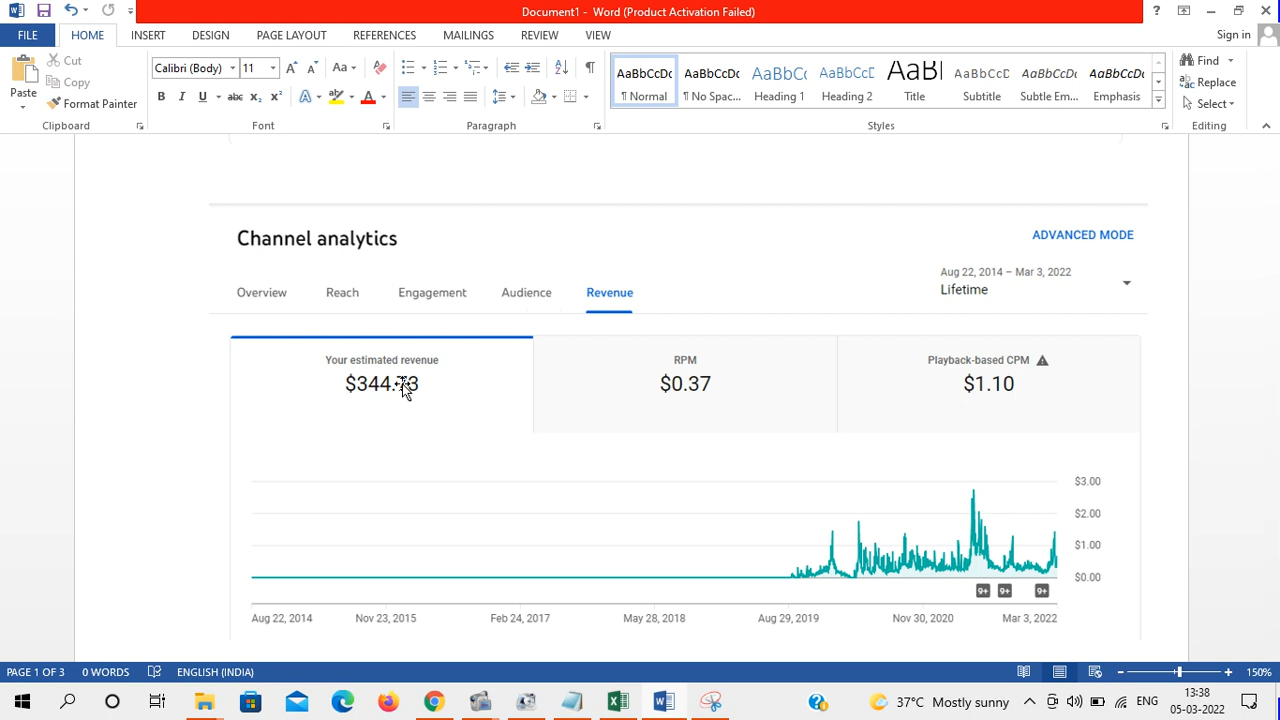 Document1 - Word (Product Activation Failed)
FILE HOME INSERT DESIGN PAGE LAYOUT REFERENCES MAILINGS REVIEW VIEW Sign in
Paste
Cut
Copy
Format Painter
Clipboard
Calibri (Body) 11
Font
Paragraph
AaBbCcDc AaBbCcDc AaBbCc AaBbCcD AaBl AaBbCcD AaBbCcDc AaBbCcDc
¶ Normal ¶ No Spac... Heading 1 Heading 2 Title Subtitle Subtle Em... Emphasis
Styles
Find
Replace
Select
Editing
Channel analytics
ADVANCED MODE
Overview Reach Engagement Audience Revenue
Aug 22, 2014 – Mar 3, 2022
Lifetime
Your estimated revenue
RPM
$0.37
Playback-based CPM
$1.10
$3.00
$2.00
$1.00
$0.00
9+ 9+ 9+
Aug 22, 2014 Nov 23, 2015 Feb 24, 2017 May 28, 2018 Aug 29, 2019 Nov 30, 2020 Mar 3, 2022
PAGE 1 OF 3 0 WORDS ENGLISH (INDIA) 150%
37°C Mostly sunny ENG 13:38
05-03-2022